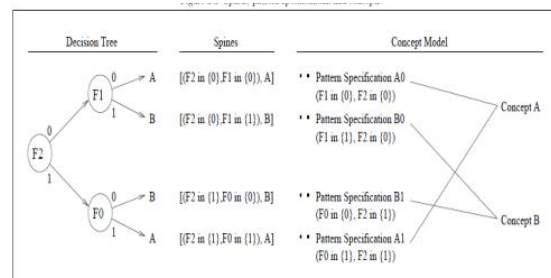 Decision Tree Spines Concept Model
0 A [(F2 in {0},F1 in {0}), A] Pattern Specification A0
F1 (F1 in {0}, F2 in {0})
Concept A
1 B [(F2 in {0},F1 in {1}), B] Pattern Specification B0
0 (F1 in {1}, F2 in {0})
F2
1
0 B [(F2 in {1},F0 in {0}), B] Pattern Specification B1
F0 (F0 in {0}, F2 in {1})
Concept B
1 A [(F2 in {1},F0 in {1}), A] Pattern Specification A1
(F0 in {1}, F2 in {1})